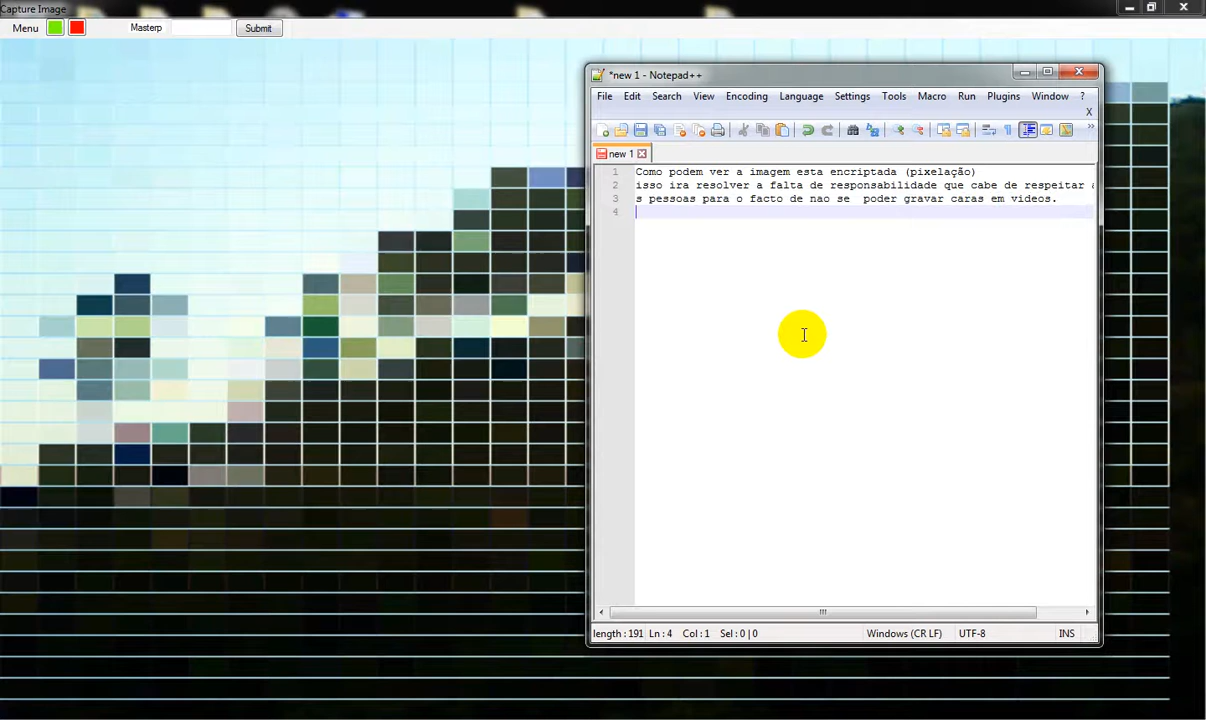 Capture Image
Menu Masterp Submit
*new 1 - Notepad++
File Edit Search View Encoding Language Settings Tools Macro Run Plugins Window ?
X
new 1
1 Como podem ver a imagem esta encriptada (pixelação)
2 isso ira resolver a falta de responsabilidade que cabe de respeitar a
3 s pessoas para o facto de nao se  poder gravar caras em videos.
4
length : 191 Ln : 4 Col : 1 Sel : 0 | 0 Windows (CR LF) UTF-8 INS